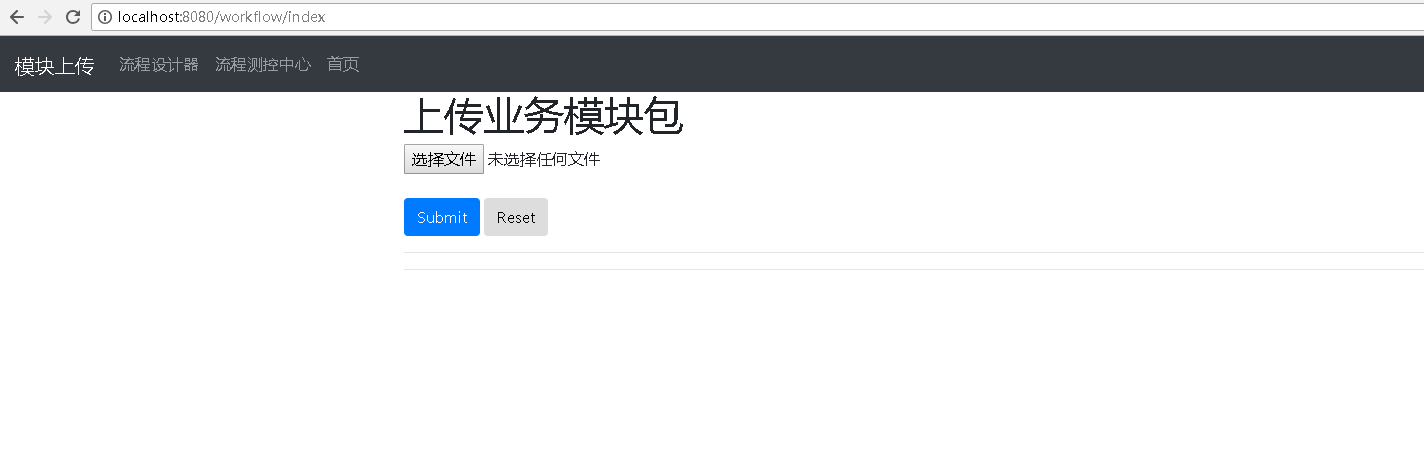 localhost:8080/workflow/index
模块上传 流程设计器 流程测控中心 首页
上传业务模块包
选择文件 未选择任何文件
Submit Reset